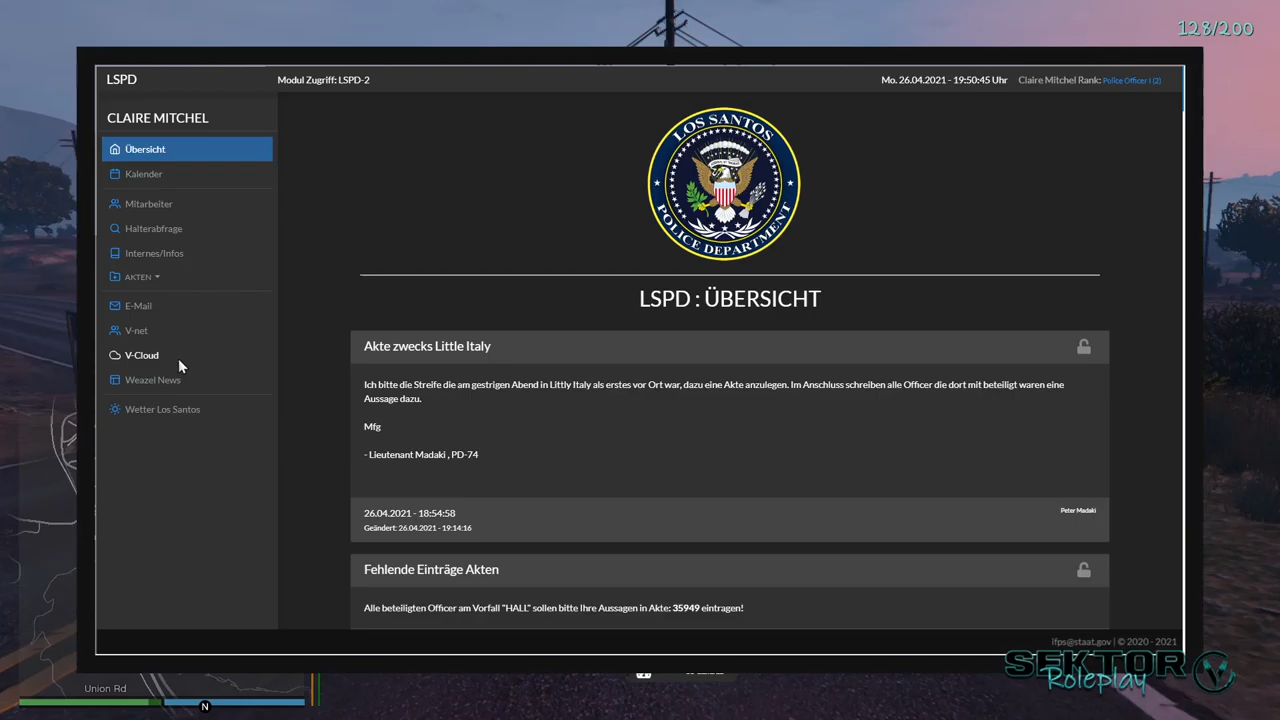 128/200
LSPD
Modul Zugriff: LSPD-2
Mo. 26.04.2021 - 19:50:45 Uhr
Claire Mitchel Rank: Police Officer I (2)
CLAIRE MITCHEL
Übersicht
Kalender
Mitarbeiter
Halterabfrage
Internes/Infos
AKTEN
E-Mail
V-net
V-Cloud
Weazel News
Wetter Los Santos
LOS SANTOS
POLICE DEPARTMENT
LSPD : ÜBERSICHT
Akte zwecks Little Italy
Ich bitte die Streife die am gestrigen Abend in Littly Italy als erstes vor Ort war, dazu eine Akte anzulegen. Im Anschluss schreiben alle Officer die dort mit beteiligt waren eine
Aussage dazu.
Mfg
- Lieutenant Madaki , PD-74
26.04.2021 - 18:54:58
Peter Madaki
Geändert: 26.04.2021 - 19:14:16
Fehlende Einträge Akten
Alle beteiligten Officer am Vorfall "HALL" sollen bitte Ihre Aussagen in Akte: 35949 eintragen!
lfps@staat.gov | © 2020 - 2021
SEKTOR
Roleplay
Union Rd
N